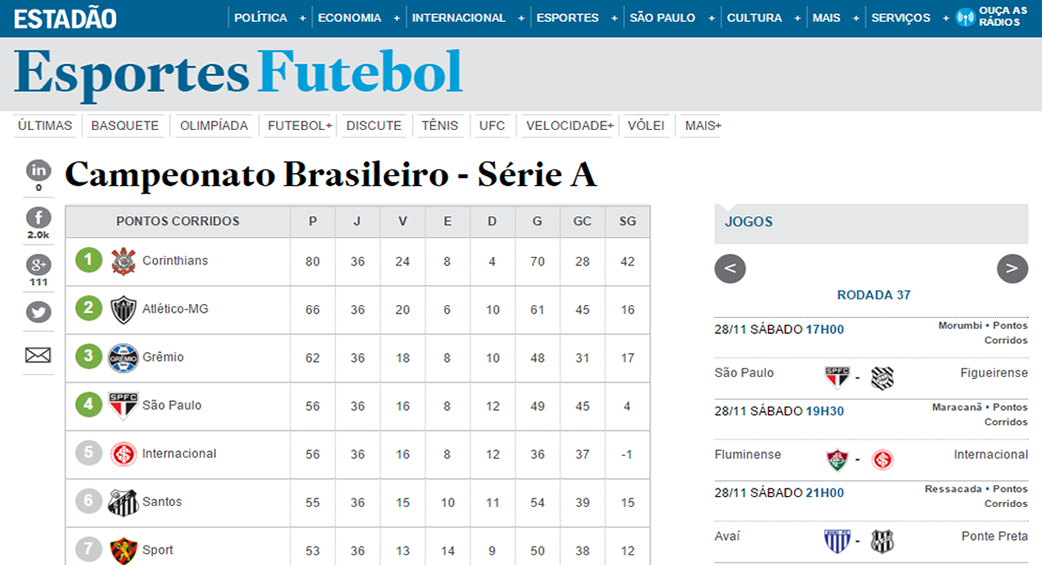 ESTADÃO
POLÍTICA + ECONOMIA + INTERNACIONAL + ESPORTES + SÃO PAULO + CULTURA + MAIS + SERVIÇOS + OUÇA AS
RÁDIOS
Esportes Futebol
ÚLTIMAS BASQUETE OLIMPÍADA FUTEBOL+ DISCUTE TÊNIS UFC VELOCIDADE+ VÔLEI MAIS+
in
0
f
2.0k
g+
111
Campeonato Brasileiro - Série A
PONTOS CORRIDOS P J V E D G GC SG
1 Corinthians 80 36 24 8 4 70 28 42
2 Atlético-MG 66 36 20 6 10 61 45 16
3 GRÊMIO Grêmio 62 36 18 8 10 48 31 17
4 SPFC São Paulo 56 36 16 8 12 49 45 4
5 Internacional 56 36 16 8 12 36 37 -1
6 Santos 55 36 15 10 11 54 39 15
7 Sport 53 36 13 14 9 50 38 12
JOGOS
< >
RODADA 37
28/11 SÁBADO 17H00 Morumbi • Pontos
Corridos
São Paulo SPFC - Figueirense
28/11 SÁBADO 19H30 Maracanã • Pontos
Corridos
Fluminense - Internacional
28/11 SÁBADO 21H00 Ressacada • Pontos
Corridos
Avaí - Ponte Preta